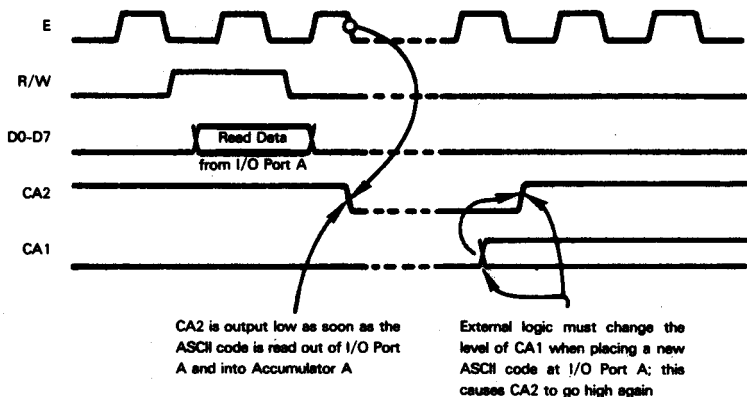 E
R/W
D0-D7
Read Data
from I/O Port A
CA2
CA1
CA2 is output low as soon as the
ASCII code is read out of I/O Port
A and into Accumulator A
External logic must change the
level of CA1 when placing a new
ASCII code at I/O Port A; this
causes CA2 to go high again